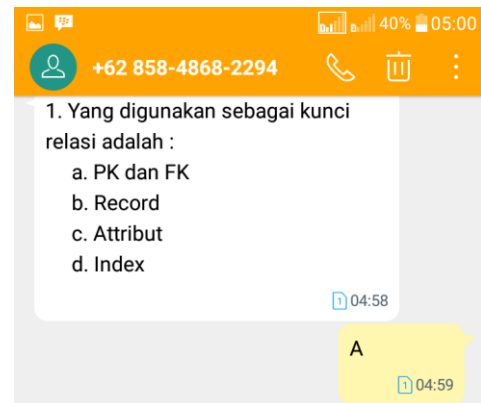 40% 05:00
+62 858-4868-2294
1. Yang digunakan sebagai kunci
relasi adalah :
a. PK dan FK
b. Record
c. Attribut
d. Index
1 04:58
A
1 04:59